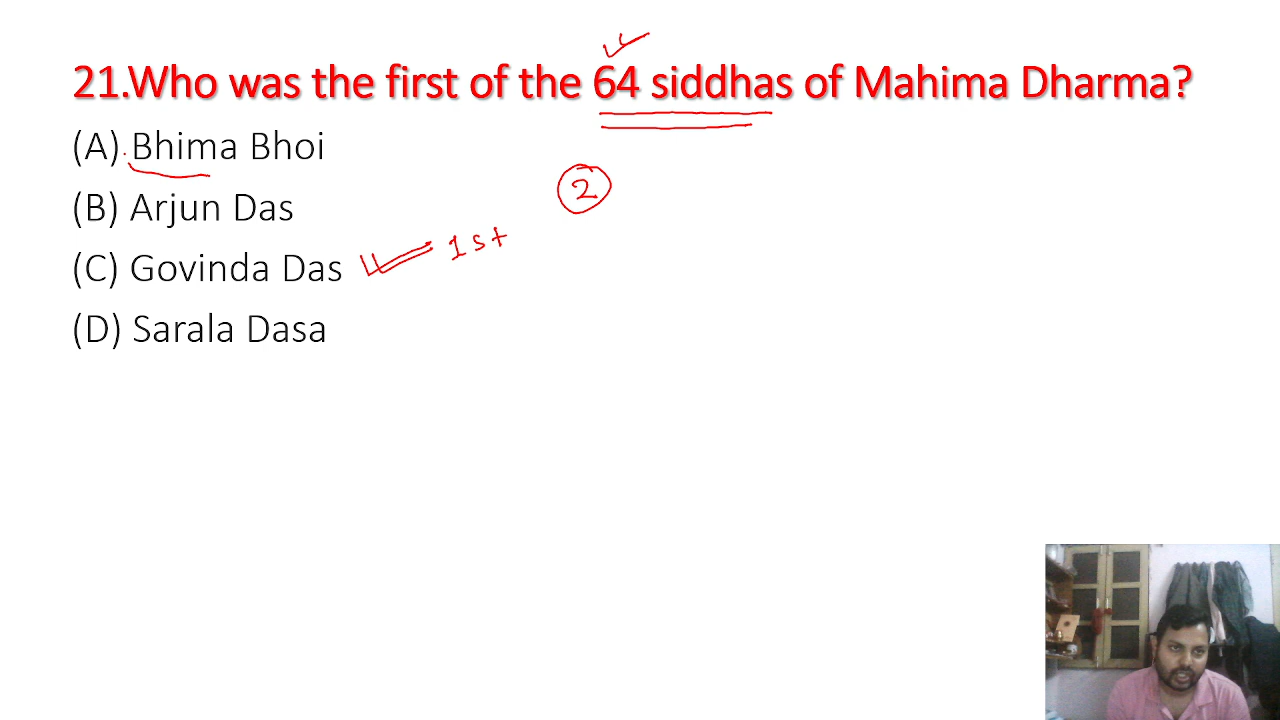 21.Who was the first of the 64 siddhas of Mahima Dharma?
(A) Bhima Bhoi
2
(B) Arjun Das
(C) Govinda Das 1st
(D) Sarala Dasa